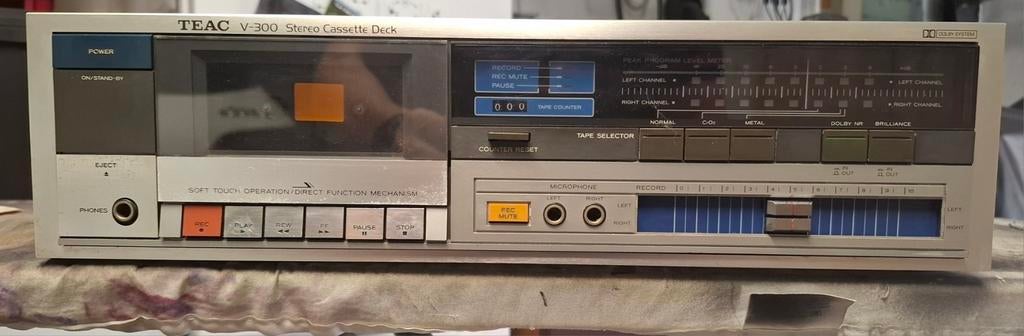 TEAC V-300 Stereo Cassette Deck
DOLBY SYSTEM
POWER
ON/STAND-BY
EJECT
PHONES
SOFT TOUCH OPERATION/DIRECT FUNCTION MECHANISM
REC
PLAY
REW
FF
PAUSE
STOP
RECORD
REC MUTE
PAUSE
000 TAPE COUNTER
COUNTER RESET
PEAK PROGRAM LEVEL METER
LEFT CHANNEL
LEFT CHANNEL
RIGHT CHANNEL
RIGHT CHANNEL
TAPE SELECTOR
NORMAL
CrO₂
METAL
DOLBY NR
BRILLIANCE
IN
OUT
IN
OUT
MICROPHONE
LEFT
RIGHT
REC MUTE
RECORD
LEFT
RIGHT
0 1 2 3 4 5 6 7 8 9 10
LEFT
RIGHT